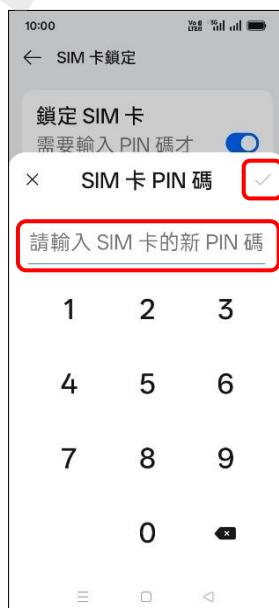 10:00
SIM 卡鎖定
鎖定 SIM 卡
需要輸入 PIN 碼才
SIM 卡 PIN 碼
請輸入 SIM 卡的新 PIN 碼
1 2 3
4 5 6
7 8 9
0